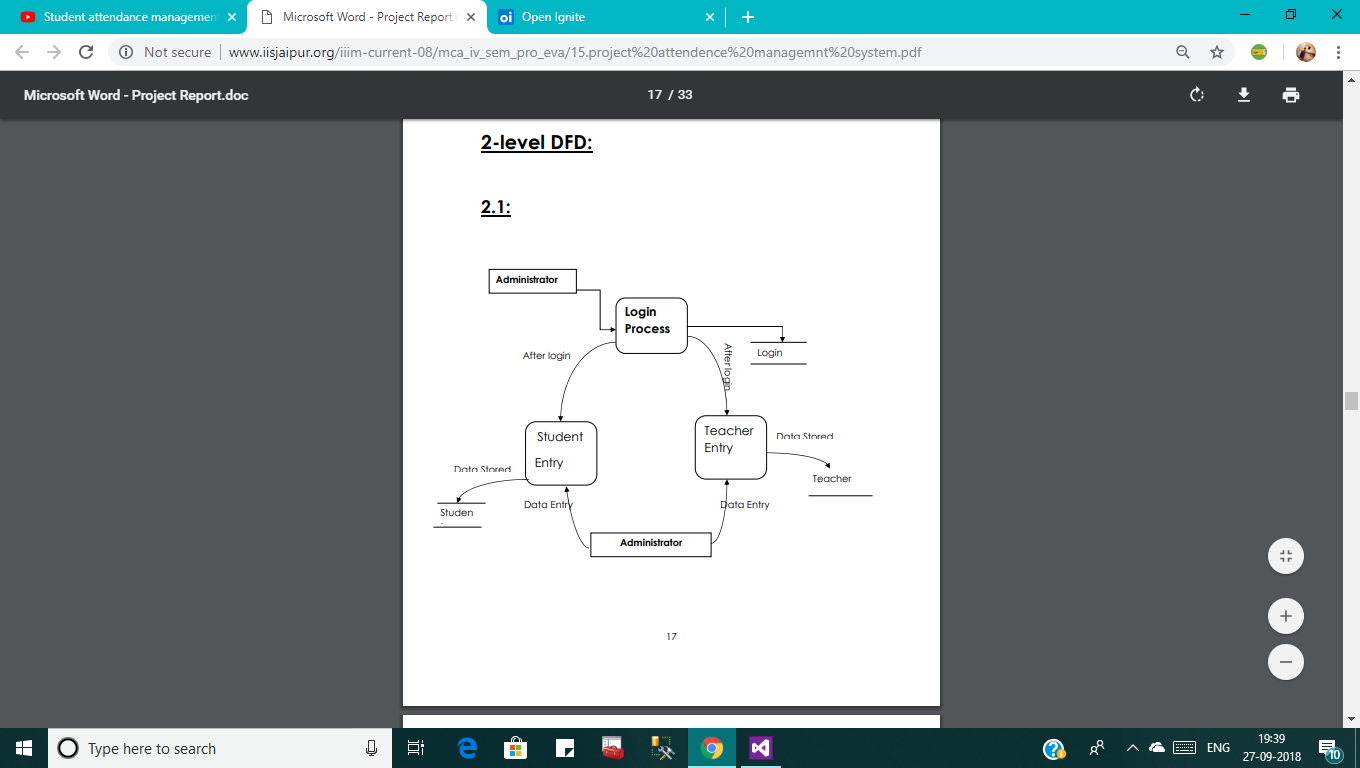 Student attendance managemen
Microsoft Word - Project Report.
oi Open Ignite
Not secure | www.iisjaipur.org/iiim-current-08/mca_iv_sem_pro_eva/15.project%20attendence%20managemnt%20system.pdf
Microsoft Word - Project Report.doc
17 / 33
2-level DFD:
2.1:
Administrator
Login
Process
After login
After login
Login
Student
Entry
Teacher
Entry
Data Stored
Data Stored
Teacher
Studen
Data Entry
Data Entry
Administrator
17
Type here to search
ENG
19:39
27-09-2018
10